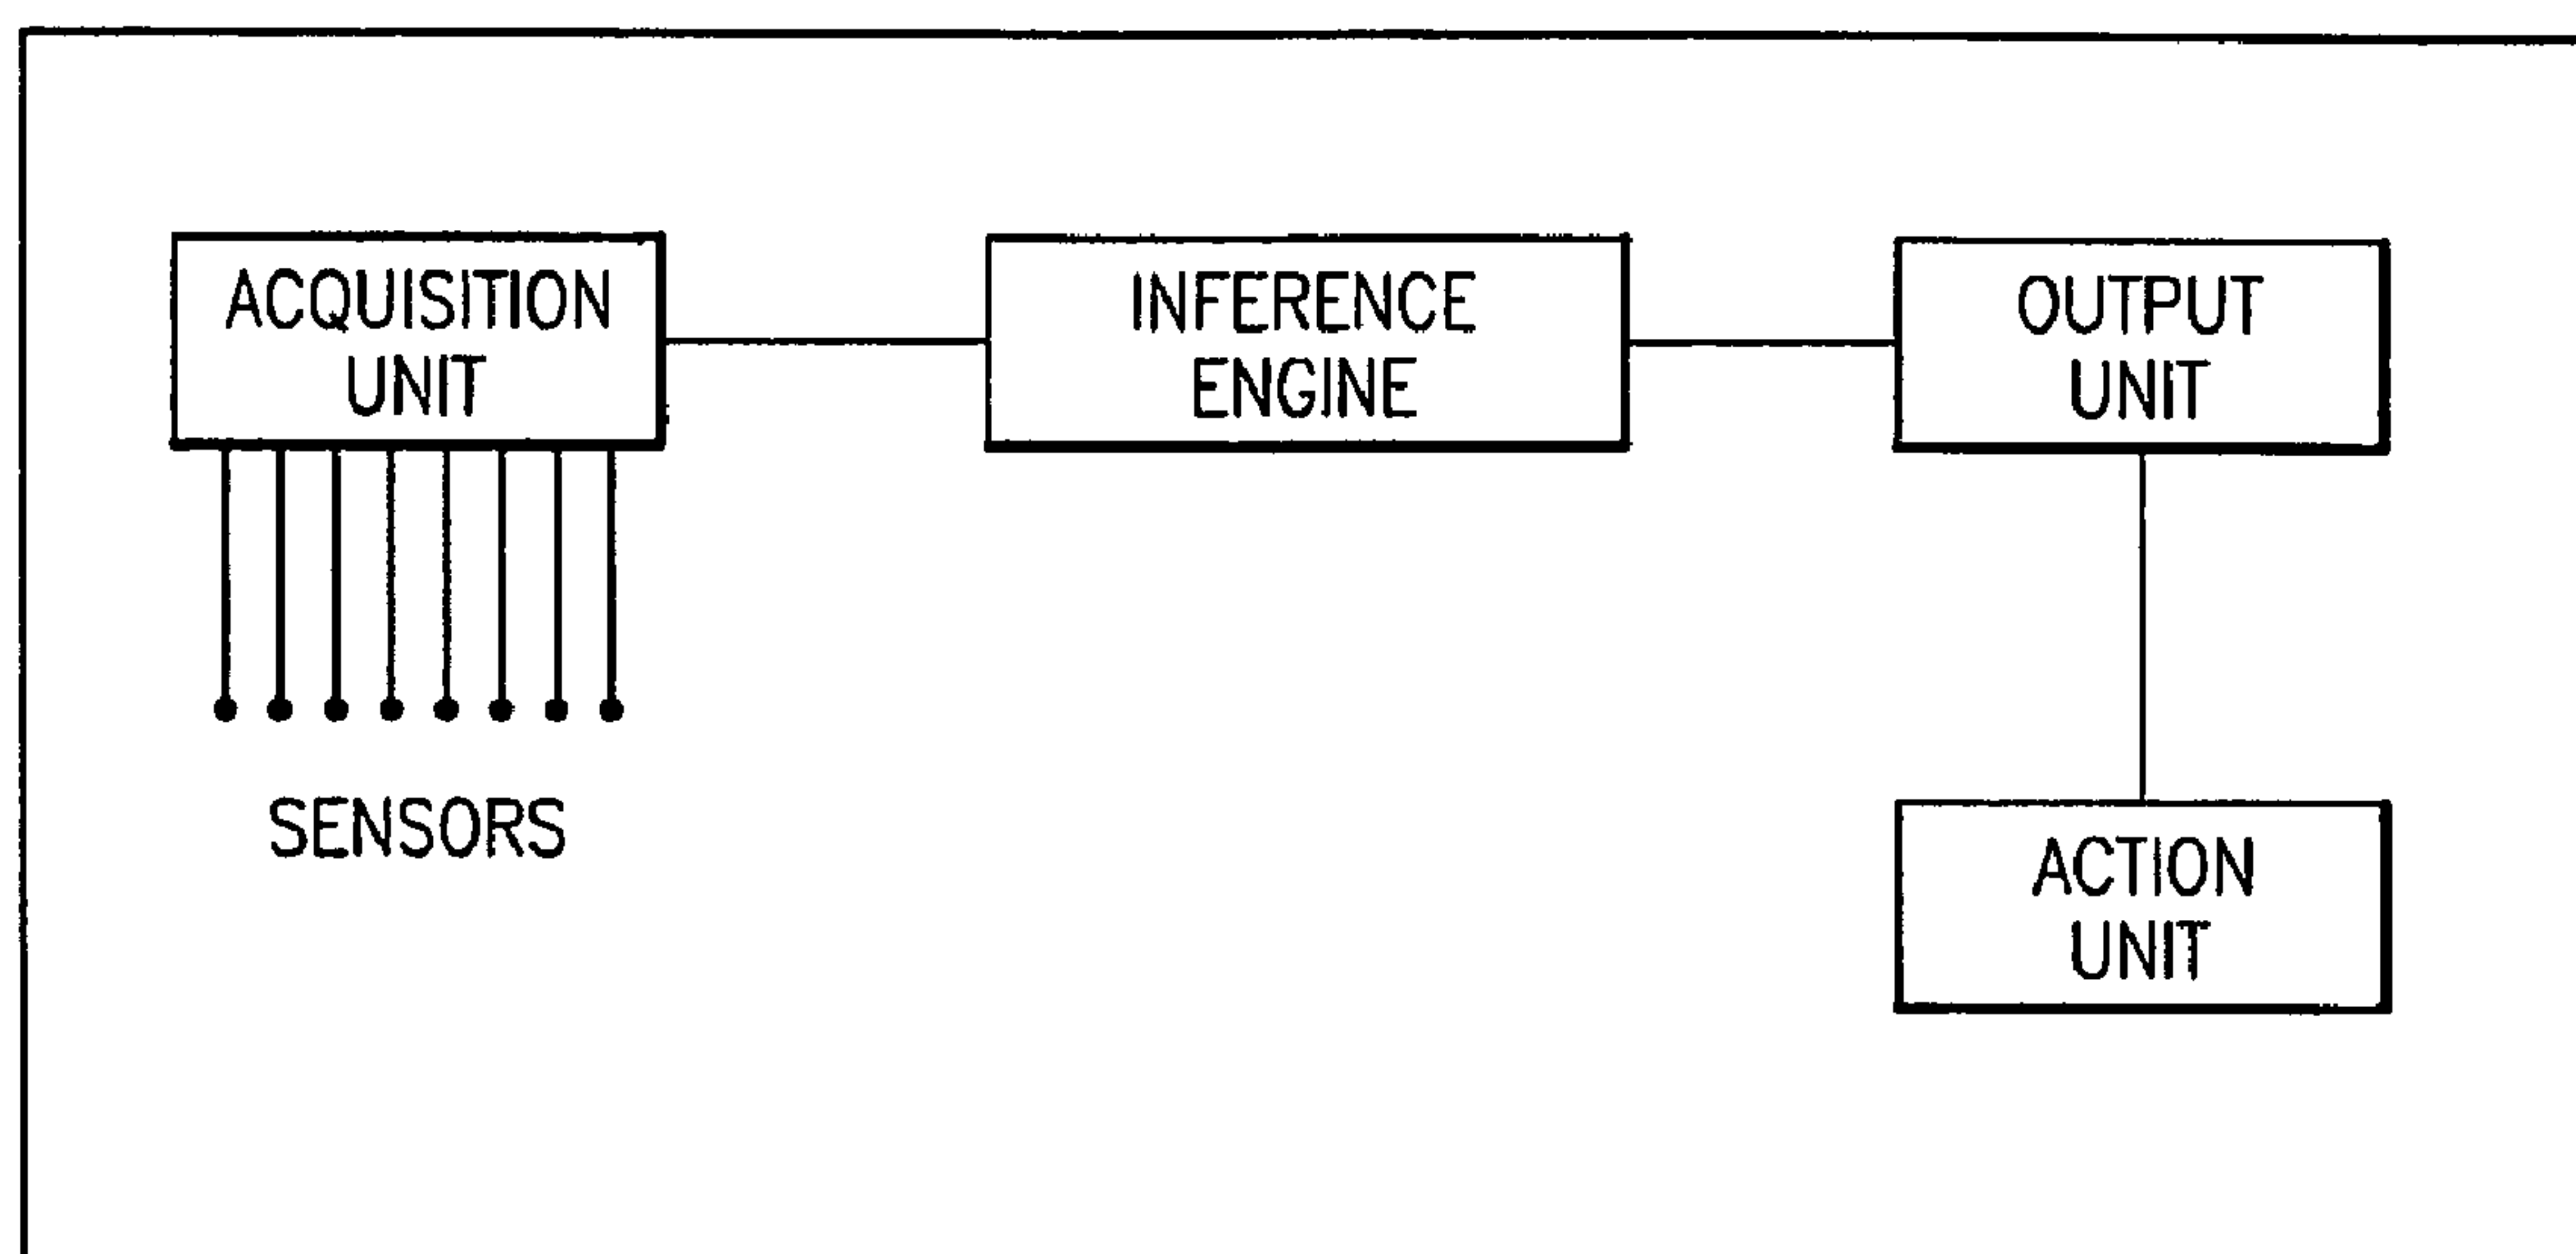 ACQUISITION
UNIT
INFERENCE
ENGINE
OUTPUT
UNIT
SENSORS
ACTION
UNIT